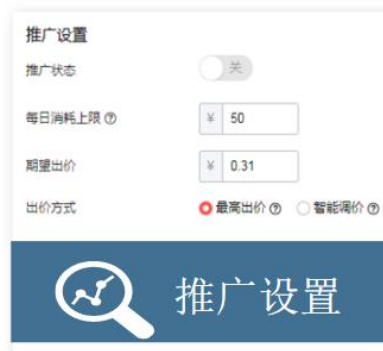 推广设置
推广状态 关
每日消耗上限 ? ¥ 50
期望出价 ¥ 0.31
出价方式 最高出价 ? 智能调价 ?
推广设置